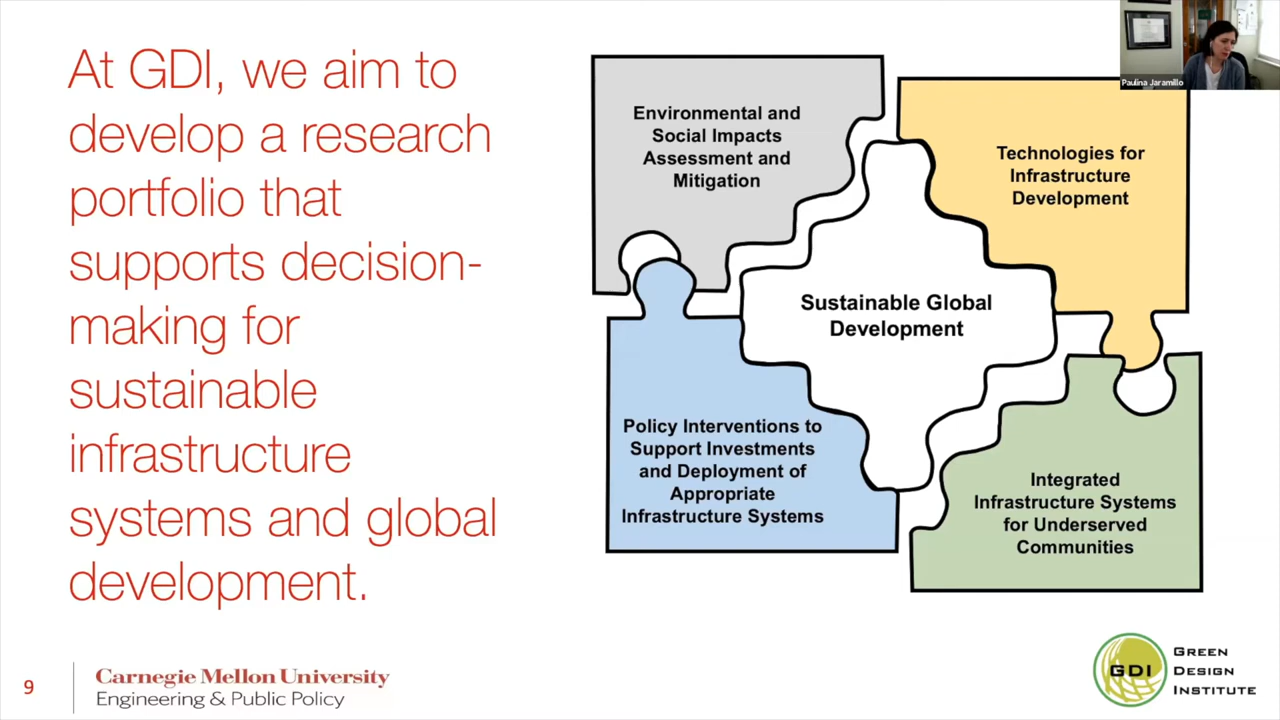 At GDI, we aim to
develop a research
portfolio that
supports decision-
making for
sustainable
infrastructure
systems and global
development.
Environmental and
Social Impacts
Assessment and
Mitigation
Technologies for
Infrastructure
Development
Sustainable Global
Development
Policy Interventions to
Support Investments
and Deployment of
Appropriate
Infrastructure Systems
Integrated
Infrastructure Systems
for Underserved
Communities
Paulina Jaramillo
9
Carnegie Mellon University
Engineering & Public Policy
GDI
GREEN
DESIGN
INSTITUTE